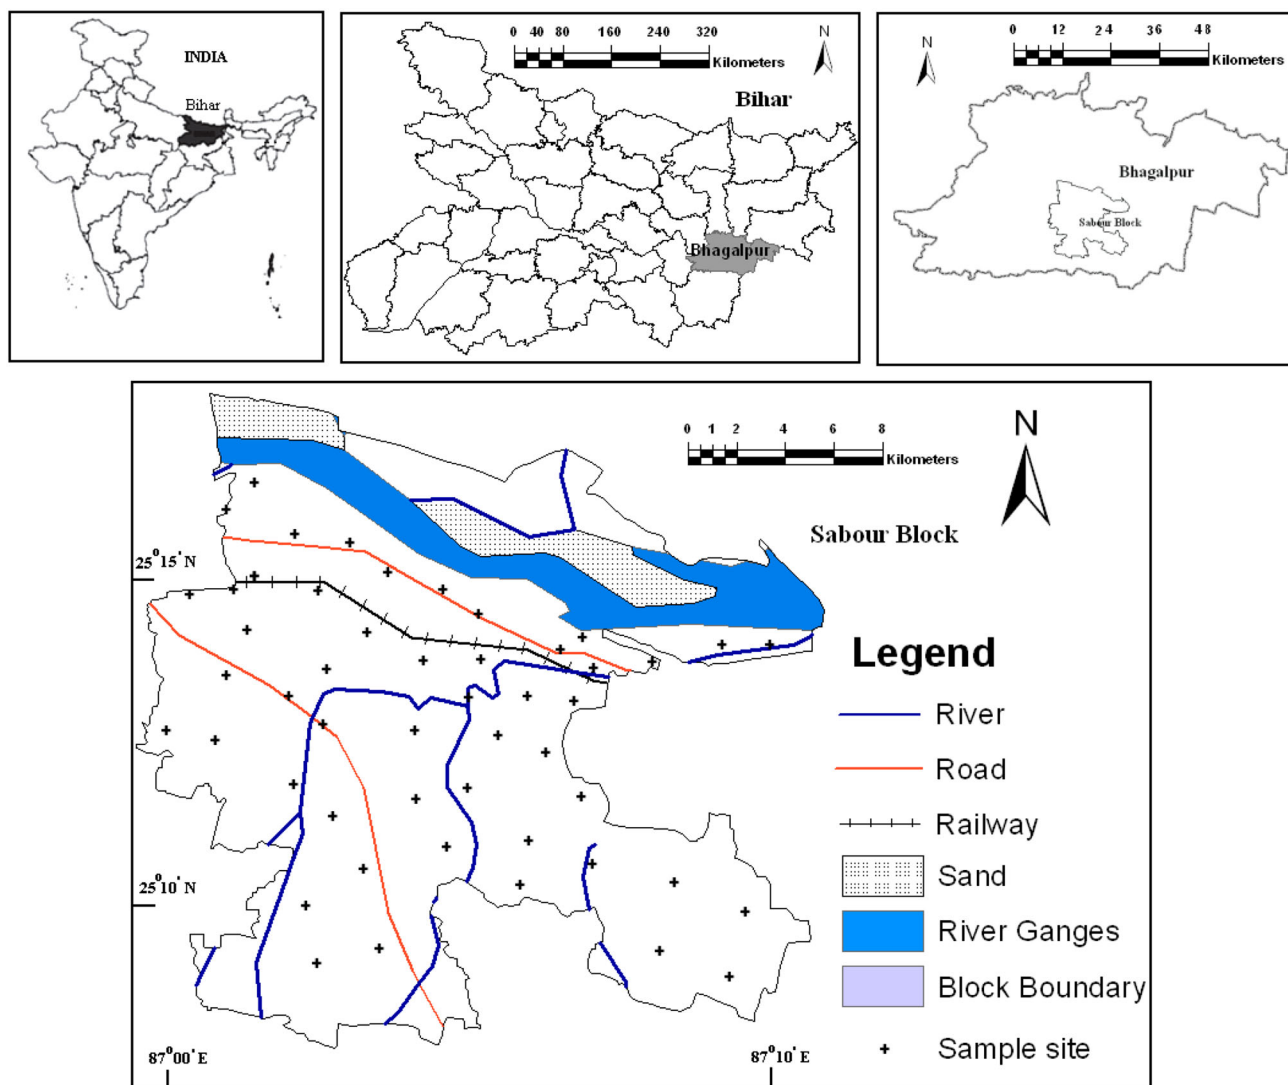 INDIA
Bihar
0 40 80 160 240 320
Kilometers
N
Bihar
Bhagalpur
0 12 24 36 48
Kilometers
N
Bhagalpur
Sabour Block
0 1 2 4 6 8
Kilometers
N
Sabour Block
25°15' N
25°10' N
87°00' E
87°10' E
Legend
River
Road
Railway
Sand
River Ganges
Block Boundary
Sample site